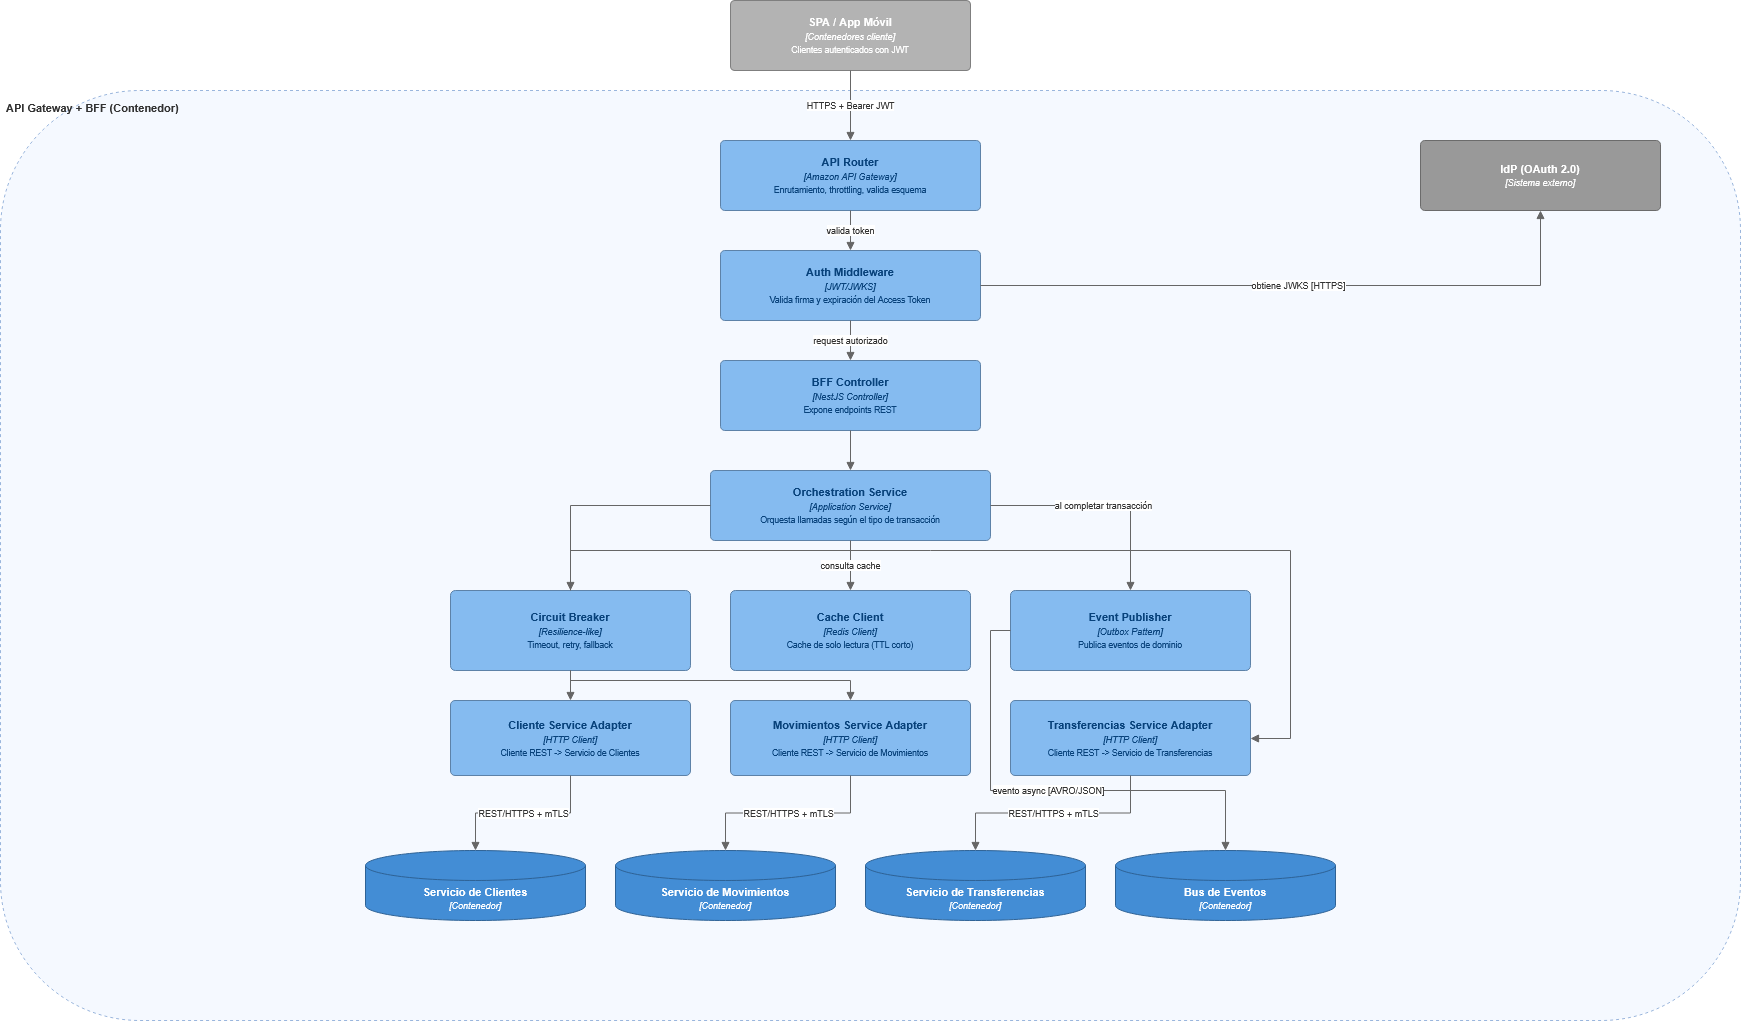 SPA / App Móvil
[Contenedores cliente]
Clientes autenticados con JWT
API Gateway + BFF (Contenedor)
HTTPS + Bearer JWT
API Router
[Amazon API Gateway]
Enrutamiento, throttling, valida esquema
IdP (OAuth 2.0)
[Sistema externo]
valida token
Auth Middleware
[JWT/JWKS]
Valida firma y expiración del Access Token
obtiene JWKS [HTTPS]
request autorizado
BFF Controller
[NestJS Controller]
Expone endpoints REST
Orchestration Service
[Application Service]
Orquesta llamadas según el tipo de transacción
al completar transacción
consulta cache
Circuit Breaker
[Resilience-like]
Timeout, retry, fallback
Cache Client
[Redis Client]
Cache de solo lectura (TTL corto)
Event Publisher
[Outbox Pattern]
Publica eventos de dominio
Cliente Service Adapter
[HTTP Client]
Cliente REST -> Servicio de Clientes
Movimientos Service Adapter
[HTTP Client]
Cliente REST -> Servicio de Movimientos
Transferencias Service Adapter
[HTTP Client]
Cliente REST -> Servicio de Transferencias
evento async [AVRO/JSON]
REST/HTTPS + mTLS
REST/HTTPS + mTLS
REST/HTTPS + mTLS
Servicio de Clientes
[Contenedor]
Servicio de Movimientos
[Contenedor]
Servicio de Transferencias
[Contenedor]
Bus de Eventos
[Contenedor]